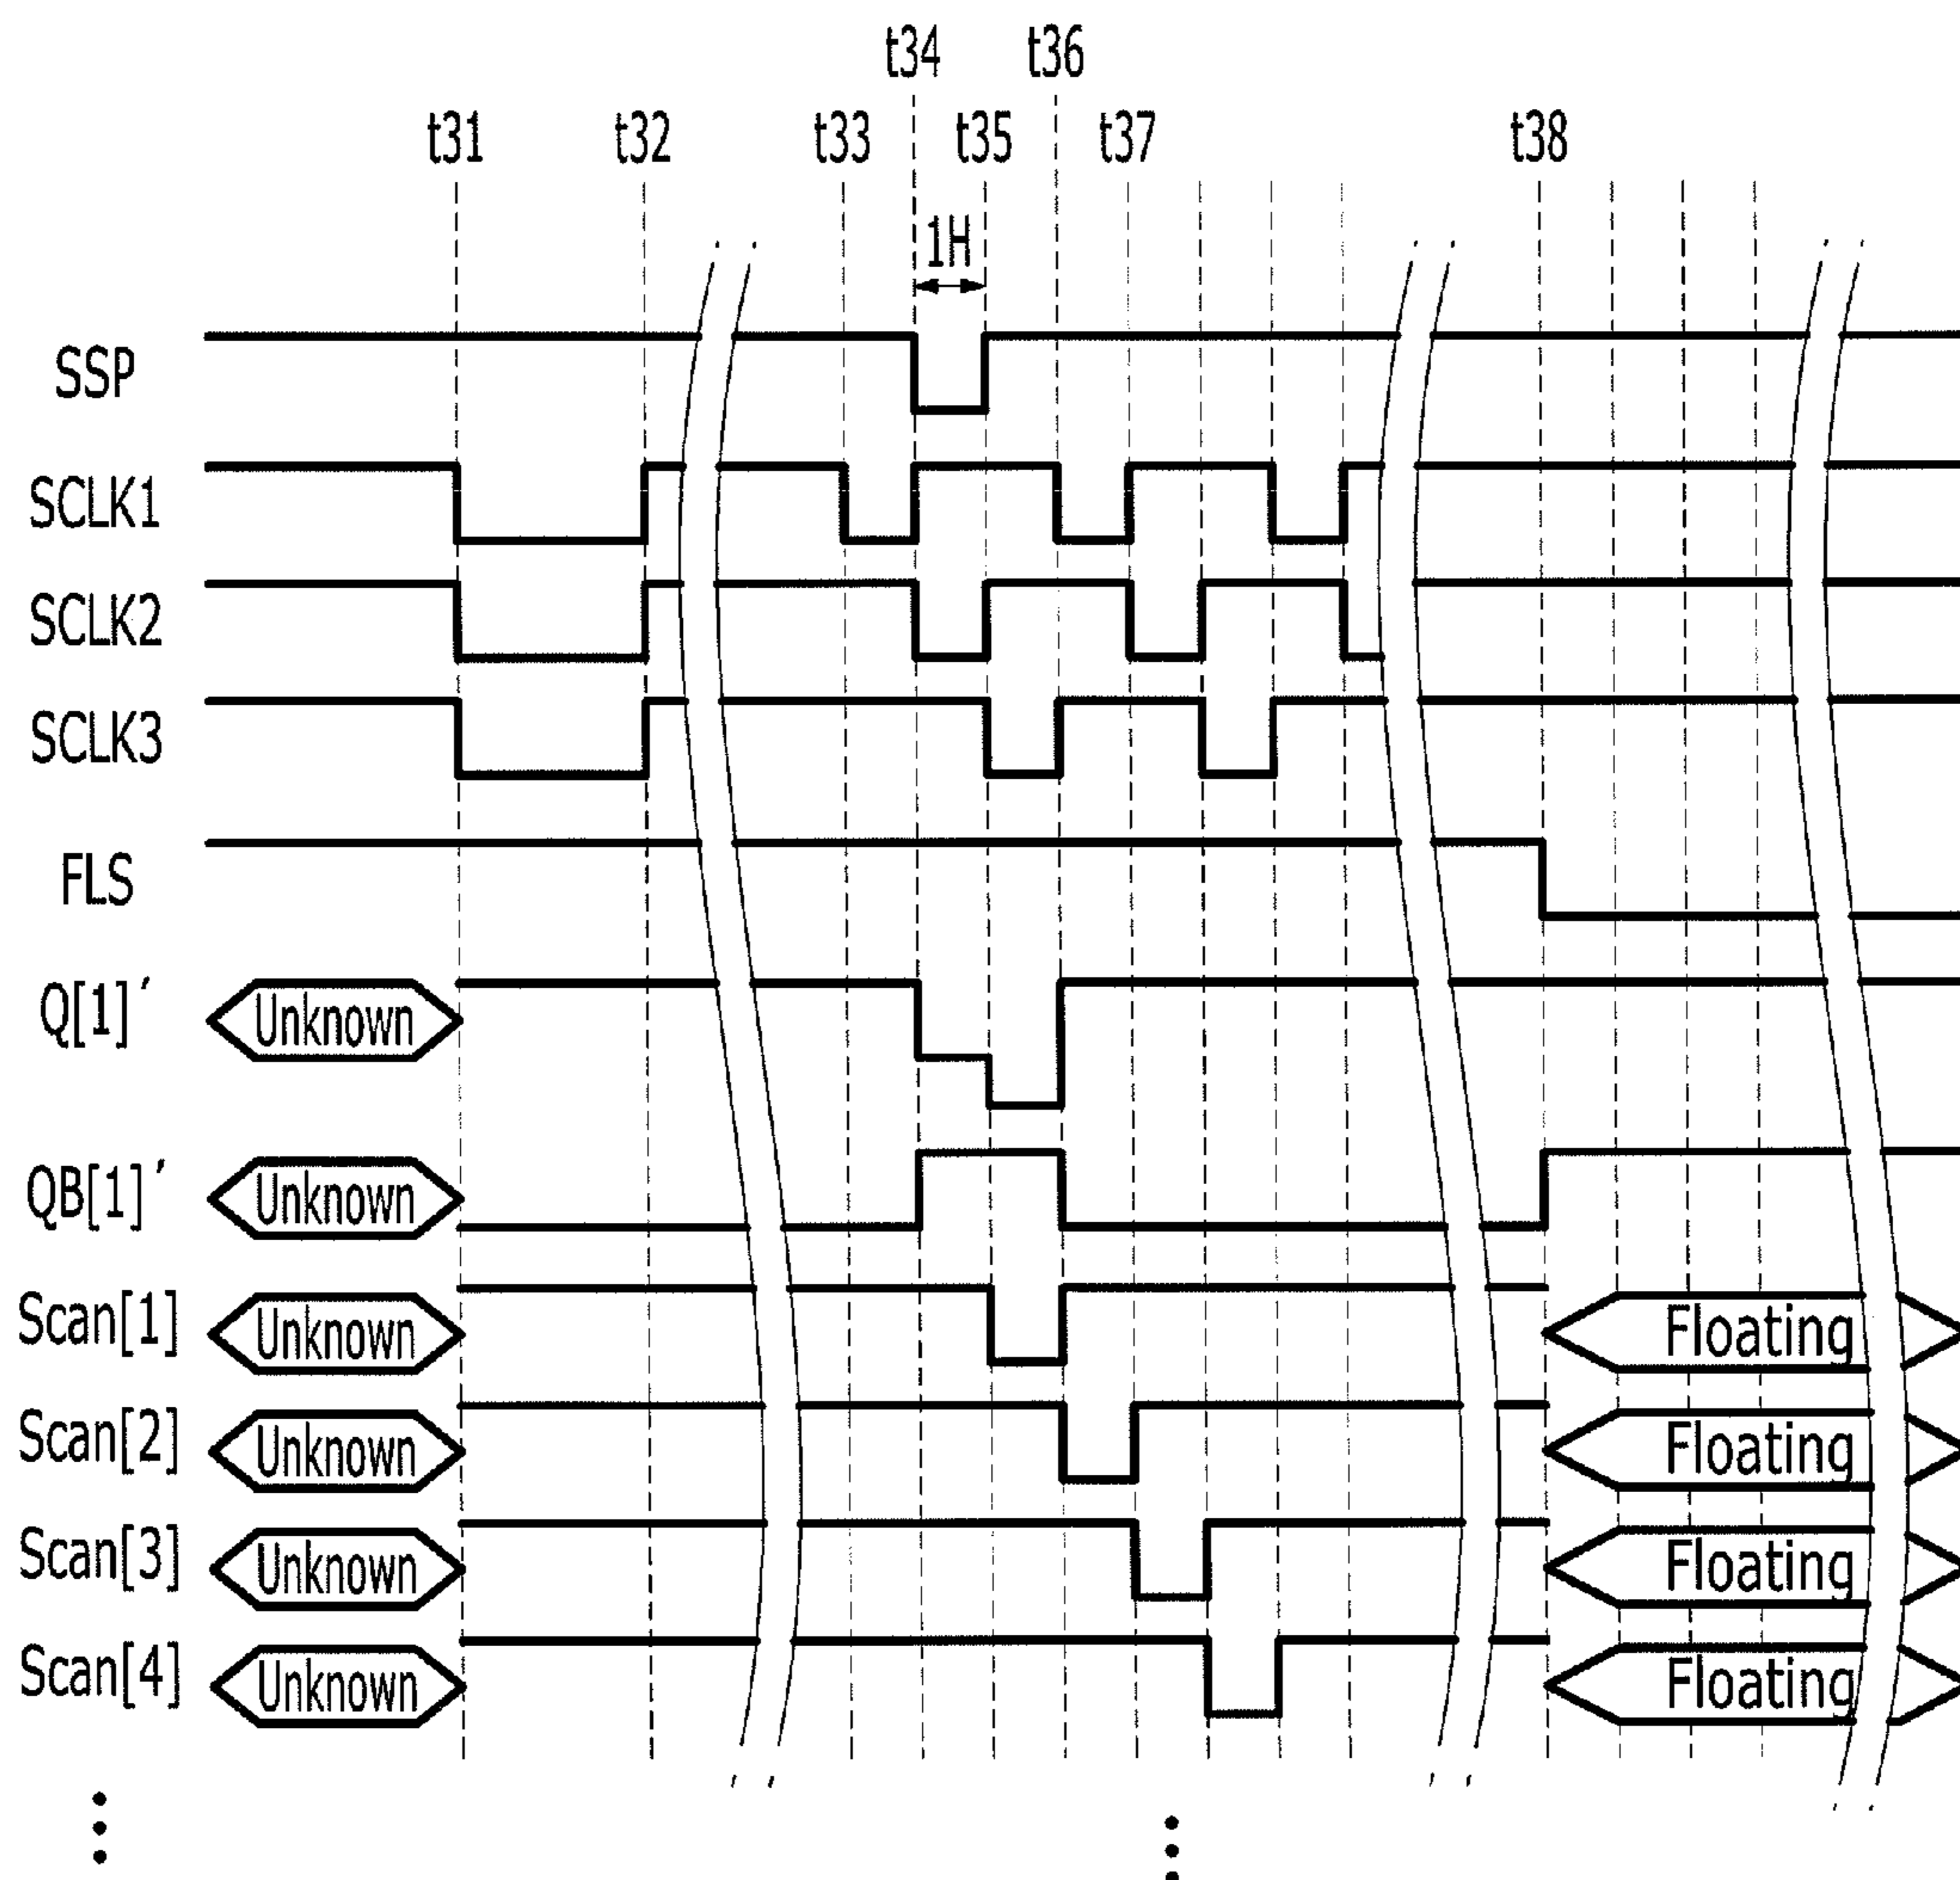 t34 t36
t31 t32 t33 t35 t37 t38
1H
SSP
SCLK1
SCLK2
SCLK3
FLS
Q[1]′ Unknown
QB[1]′ Unknown
Scan[1] Unknown Floating
Scan[2] Unknown Floating
Scan[3] Unknown Floating
Scan[4] Unknown Floating